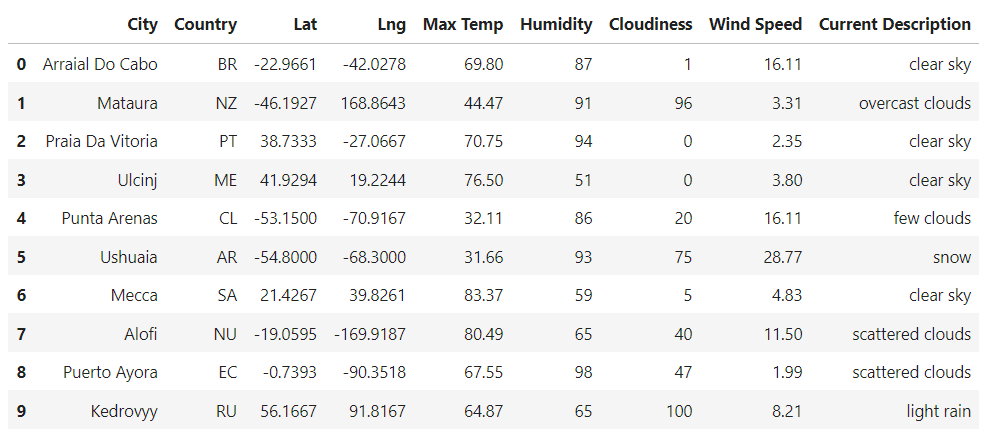 City Country Lat Lng Max Temp Humidity Cloudiness Wind Speed Current Description
0 Arraial Do Cabo BR -22.9661 -42.0278 69.80 87 1 16.11 clear sky
1 Mataura NZ -46.1927 168.8643 44.47 91 96 3.31 overcast clouds
2 Praia Da Vitoria PT 38.7333 -27.0667 70.75 94 0 2.35 clear sky
3 Ulcinj ME 41.9294 19.2244 76.50 51 0 3.80 clear sky
4 Punta Arenas CL -53.1500 -70.9167 32.11 86 20 16.11 few clouds
5 Ushuaia AR -54.8000 -68.3000 31.66 93 75 28.77 snow
6 Mecca SA 21.4267 39.8261 83.37 59 5 4.83 clear sky
7 Alofi NU -19.0595 -169.9187 80.49 65 40 11.50 scattered clouds
8 Puerto Ayora EC -0.7393 -90.3518 67.55 98 47 1.99 scattered clouds
9 Kedrovyy RU 56.1667 91.8167 64.87 65 100 8.21 light rain